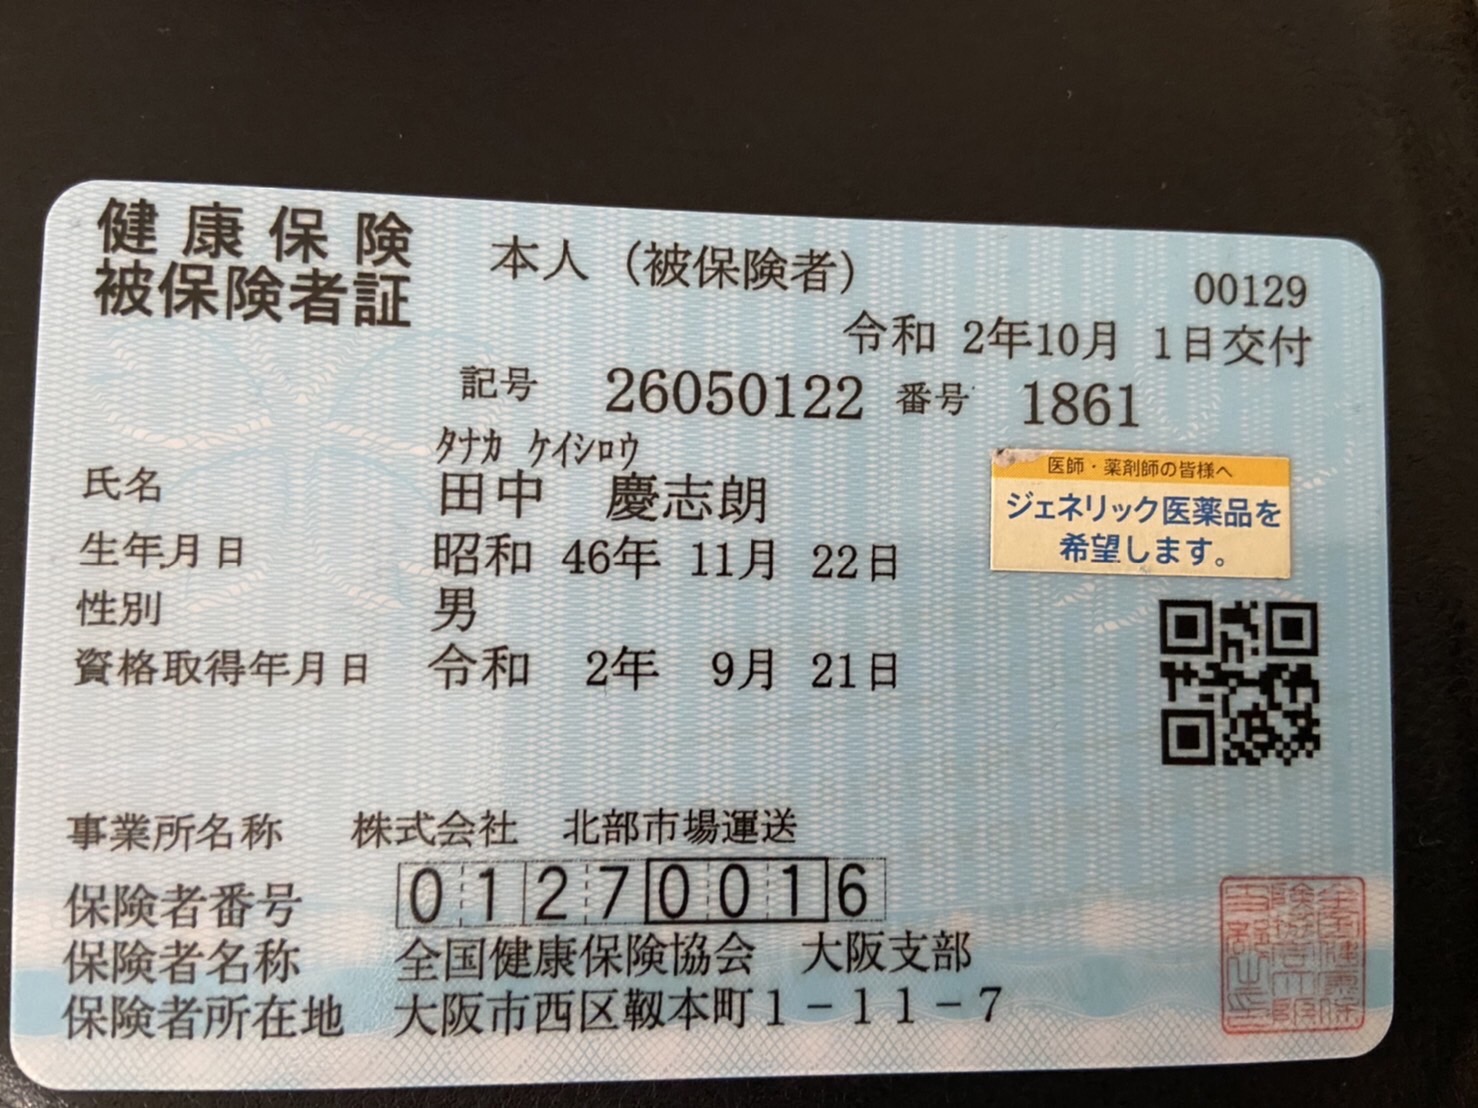 健康保険
被保険者証
本人（被保険者）
00129
令和 2年10月 1日交付
記号 26050122 番号 1861
ﾀﾅｶ ｹｲｼﾛｳ
氏名 田中 慶志朗
生年月日 昭和 46年 11月 22日
性別 男
資格取得年月日 令和 2年 9月 21日
医師・薬剤師の皆様へ
ジェネリック医薬品を
希望します。
事業所名称 株式会社 北部市場運送
保険者番号 01270016
保険者名称 全国健康保険協会 大阪支部
保険者所在地 大阪市西区靱本町1-11-7